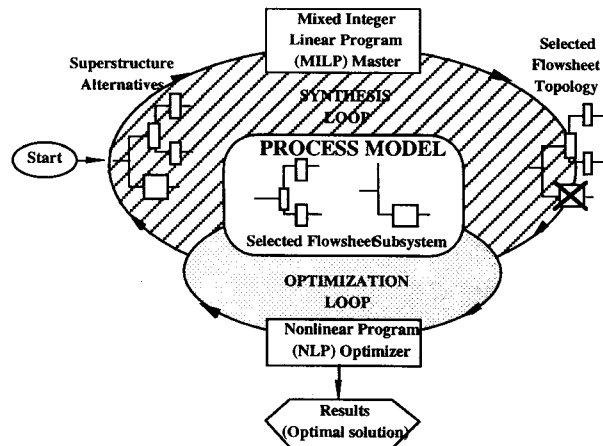 Mixed Integer
Linear Program
(MILP) Master
Superstructure
Alternatives
Selected
Flowsheet
Topology
SYNTHESIS
LOOP
Start
PROCESS MODEL
Selected Flowsheet
Subsystem
OPTIMIZATION
LOOP
Nonlinear Program
(NLP) Optimizer
Results
(Optimal solution)